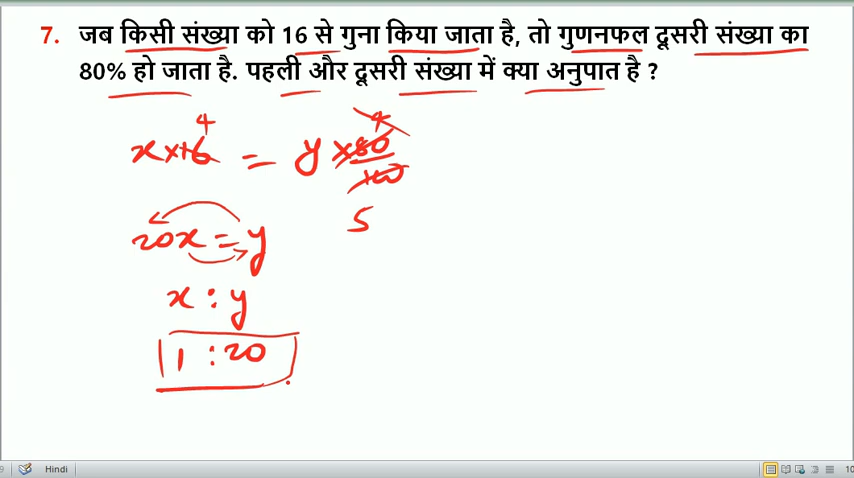 7. जब किसी संख्या को 16 से गुना किया जाता है, तो गुणनफल दूसरी संख्या का
80% हो जाता है. पहली और दूसरी संख्या में क्या अनुपात है ?
4 4
x × 16 = y × 80/100
5
20x = y
x : y
1 : 20
Hindi
10